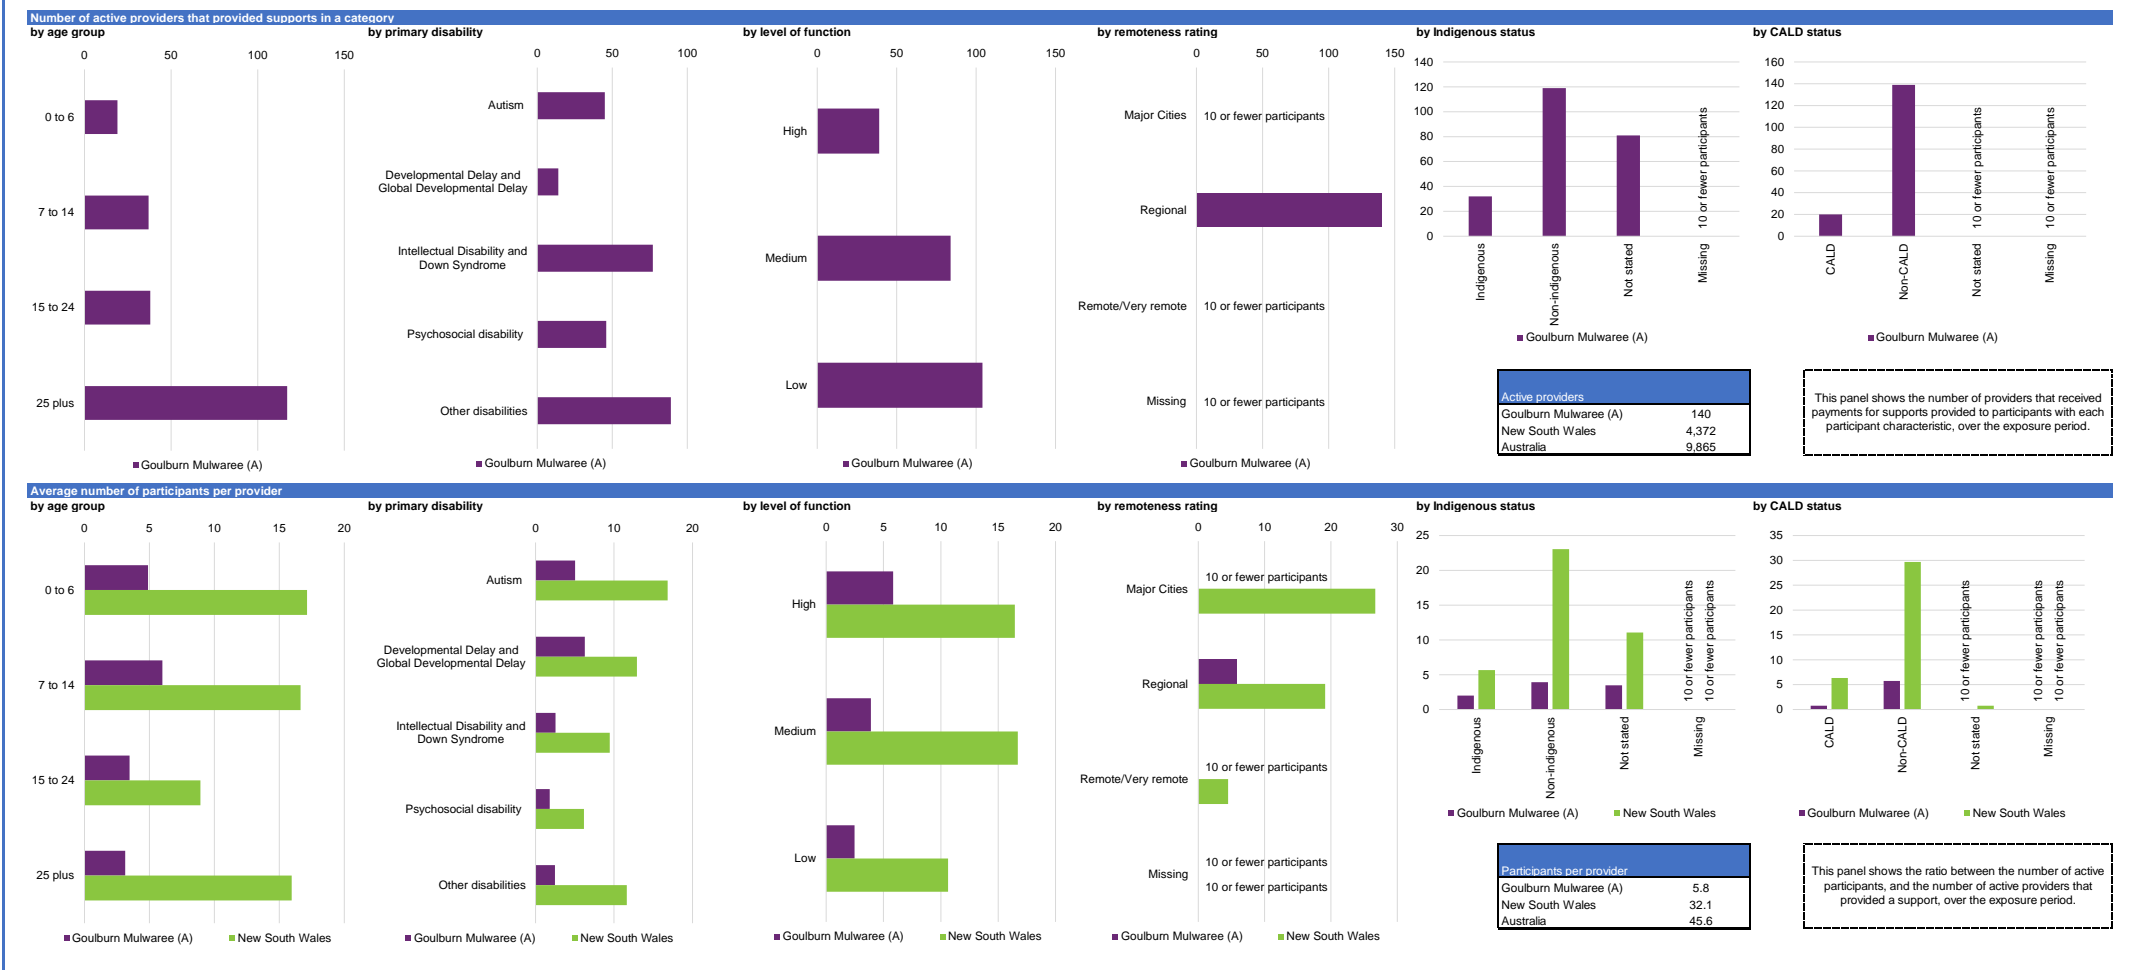 Number of active providers that provided supports in a category
by age group
0 50 100 150
0 to 6
7 to 14
15 to 24
25 plus
Goulburn Mulwaree (A)
by primary disability
0 50 100
Autism
Developmental Delay and
Global Developmental Delay
Intellectual Disability and
Down Syndrome
Psychosocial disability
Other disabilities
Goulburn Mulwaree (A)
by level of function
0 50 100 150
High
Medium
Low
Goulburn Mulwaree (A)
by remoteness rating
0 50 100 150
Major Cities 10 or fewer participants
Regional
Remote/Very remote 10 or fewer participants
Missing 10 or fewer participants
Goulburn Mulwaree (A)
by Indigenous status
140
120
100
80
60
40
20
0
10 or fewer participants
Indigenous
Non-indigenous
Not stated
Missing
Goulburn Mulwaree (A)
by CALD status
160
140
120
100
80
60
40
20
0
10 or fewer participants
10 or fewer participants
CALD
Non-CALD
Not stated
Missing
Goulburn Mulwaree (A)
Active providers
Goulburn Mulwaree (A) 140
New South Wales 4,372
Australia 9,865
This panel shows the number of providers that received
payments for supports provided to participants with each
participant characteristic, over the exposure period.
Average number of participants per provider
by age group
0 5 10 15 20
0 to 6
7 to 14
15 to 24
25 plus
Goulburn Mulwaree (A) New South Wales
by primary disability
0 10 20
Autism
Developmental Delay and
Global Developmental Delay
Intellectual Disability and
Down Syndrome
Psychosocial disability
Other disabilities
Goulburn Mulwaree (A) New South Wales
by level of function
0 5 10 15 20
High
Medium
Low
Goulburn Mulwaree (A) New South Wales
by remoteness rating
0 10 20 30
10 or fewer participants
Major Cities
Regional
10 or fewer participants
Remote/Very remote
10 or fewer participants
Missing
10 or fewer participants
Goulburn Mulwaree (A) New South Wales
by Indigenous status
25
20
15
10
5
0
10 or fewer participants
10 or fewer participants
Indigenous
Non-indigenous
Not stated
Missing
Goulburn Mulwaree (A) New South Wales
by CALD status
35
30
25
20
15
10
5
0
10 or fewer participants
10 or fewer participants
10 or fewer participants
CALD
Non-CALD
Not stated
Missing
Goulburn Mulwaree (A) New South Wales
Participants per provider
Goulburn Mulwaree (A) 5.8
New South Wales 32.1
Australia 45.6
This panel shows the ratio between the number of active
participants, and the number of active providers that
provided a support, over the exposure period.